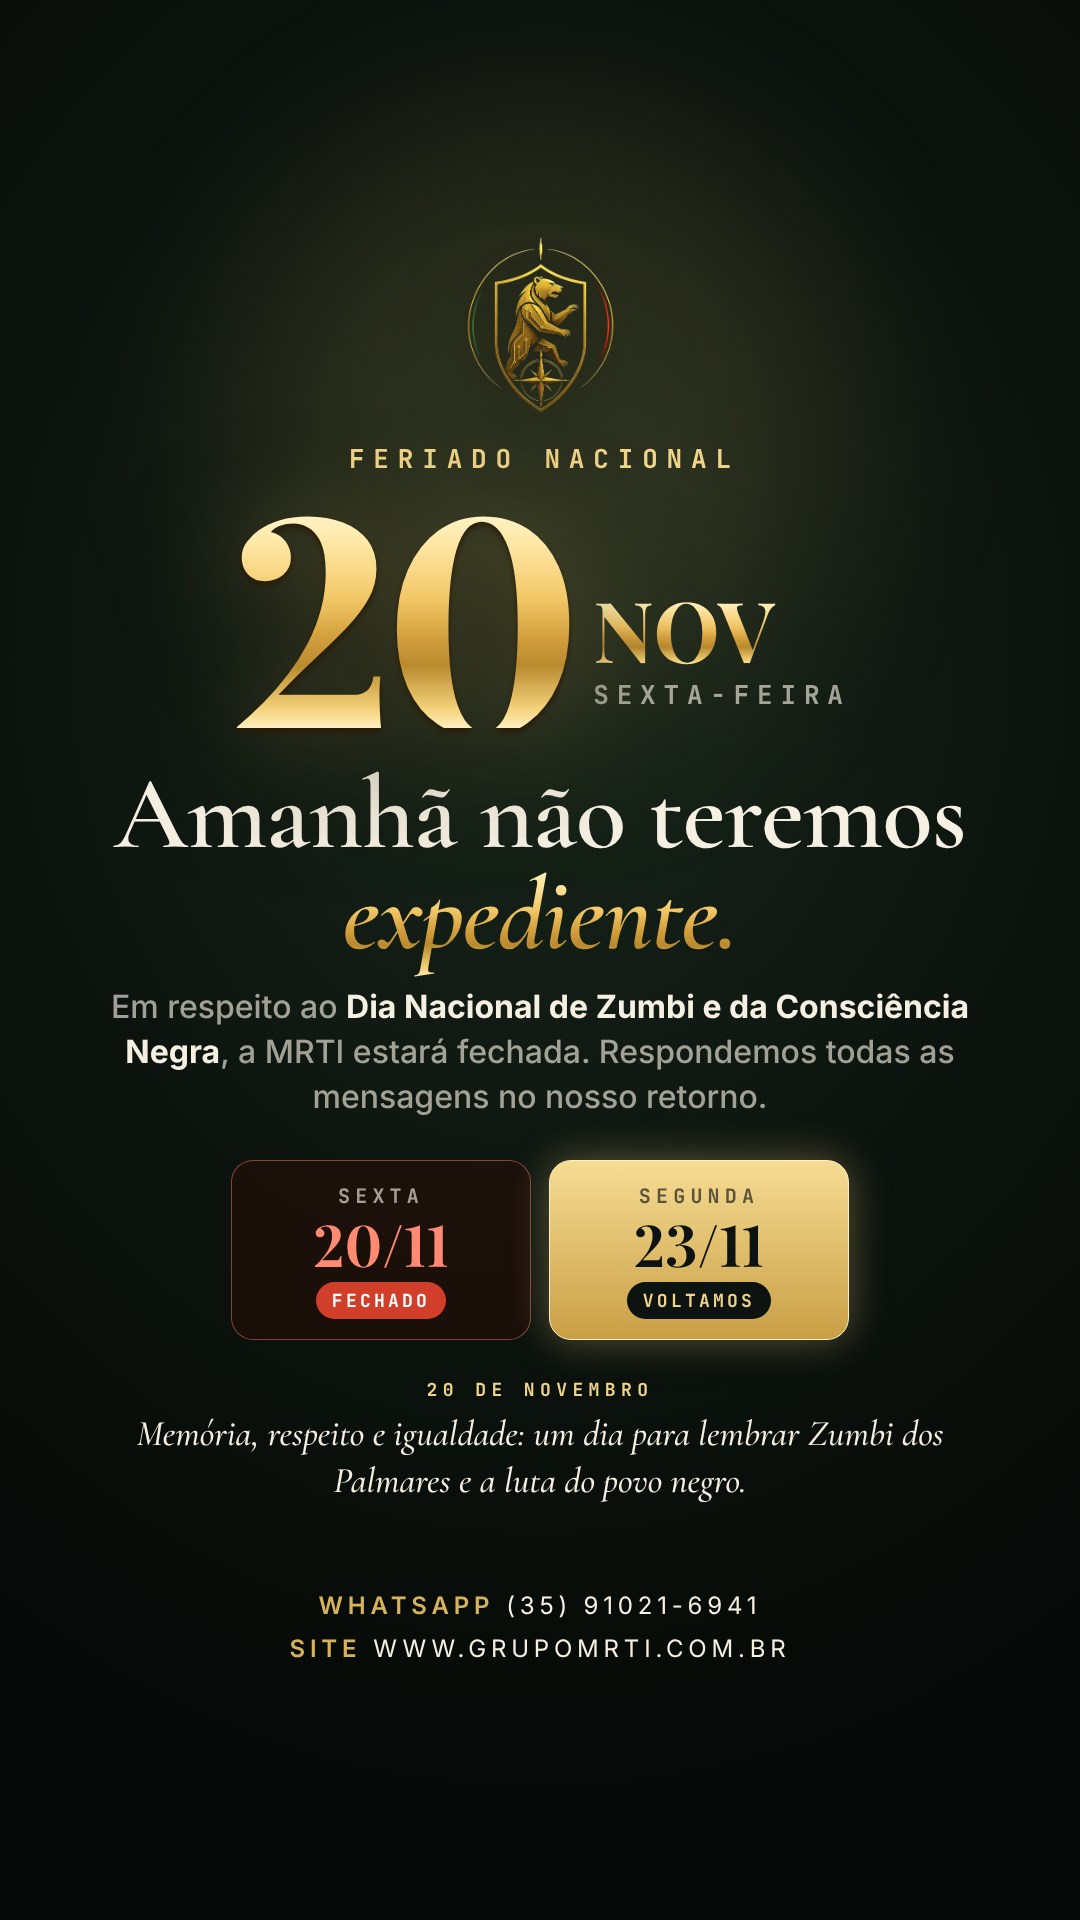 FERIADO NACIONAL
20 NOV
SEXTA-FEIRA
Amanhã não teremos
expediente.
Em respeito ao Dia Nacional de Zumbi e da Consciência
Negra, a MRTI estará fechada. Respondemos todas as
mensagens no nosso retorno.
SEXTA
20/11
FECHADO
SEGUNDA
23/11
VOLTAMOS
20 DE NOVEMBRO
Memória, respeito e igualdade: um dia para lembrar Zumbi dos
Palmares e a luta do povo negro.
WHATSAPP (35) 91021-6941
SITE WWW.GRUPOMRTI.COM.BR